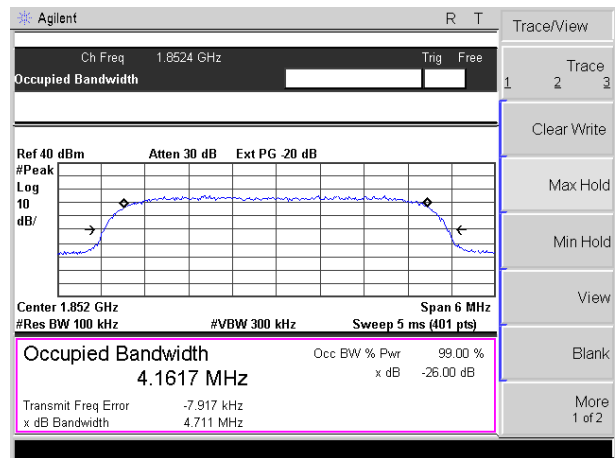 Agilent R T
Ch Freq 1.8524 GHz Trig Free
Occupied Bandwidth
Ref 40 dBm Atten 30 dB Ext PG -20 dB
#Peak
Log
10
dB/
Center 1.852 GHz Span 6 MHz
#Res BW 100 kHz #VBW 300 kHz Sweep 5 ms (401 pts)
Occupied Bandwidth Occ BW % Pwr 99.00 %
4.1617 MHz x dB -26.00 dB
Transmit Freq Error -7.917 kHz
x dB Bandwidth 4.711 MHz
Trace/View
Trace
1 2 3
Clear Write
Max Hold
Min Hold
View
Blank
More
1 of 2